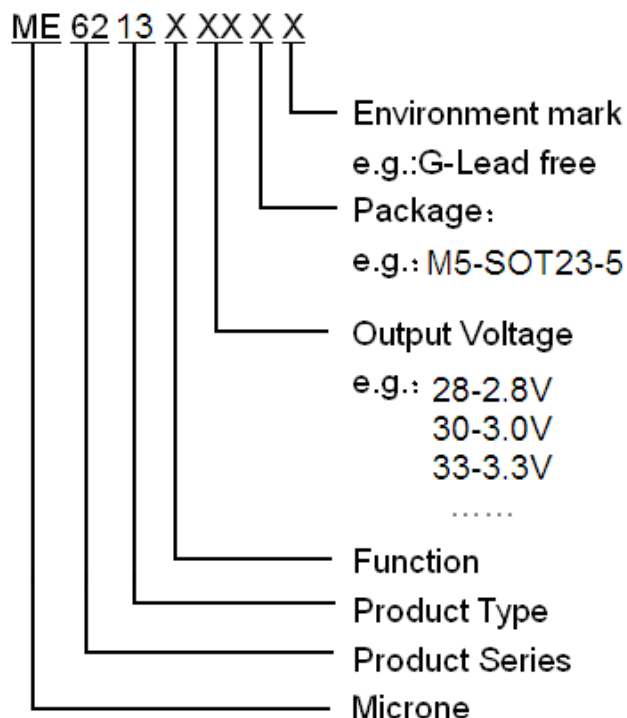 ME 62 13 X XX X X
Environment mark
e.g.:G-Lead free
Package：
e.g.：M5-SOT23-5
Output Voltage
e.g.：28-2.8V
30-3.0V
33-3.3V
......
Function
Product Type
Product Series
Microne